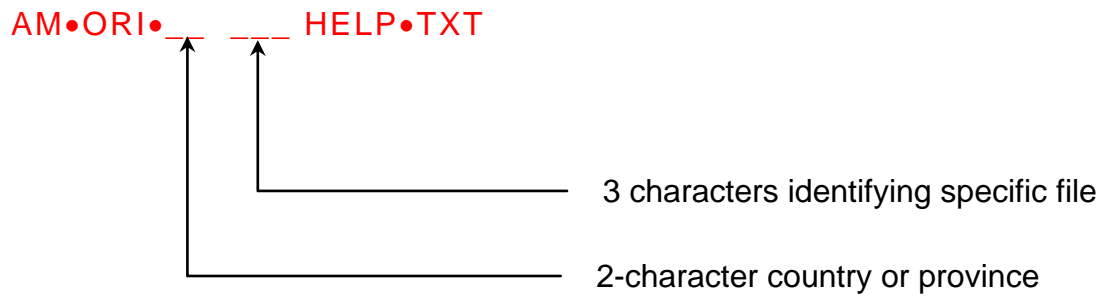 AM•ORI•__ ___ HELP•TXT
3 characters identifying specific file
2-character country or province